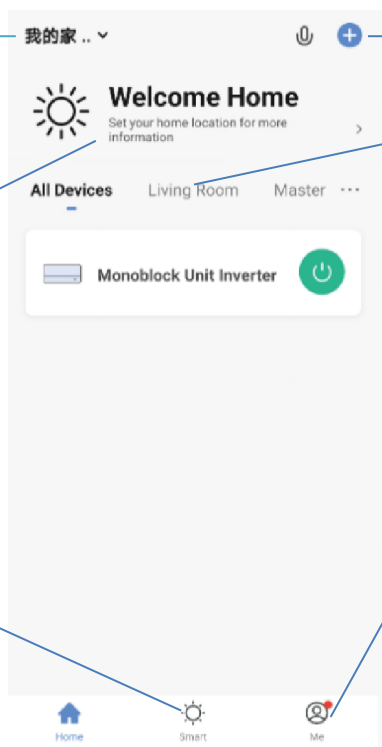 我的家 ..
Welcome Home
Set your home location for more
information
All Devices Living Room Master ...
Monoblock Unit Inverter
Home Smart Me